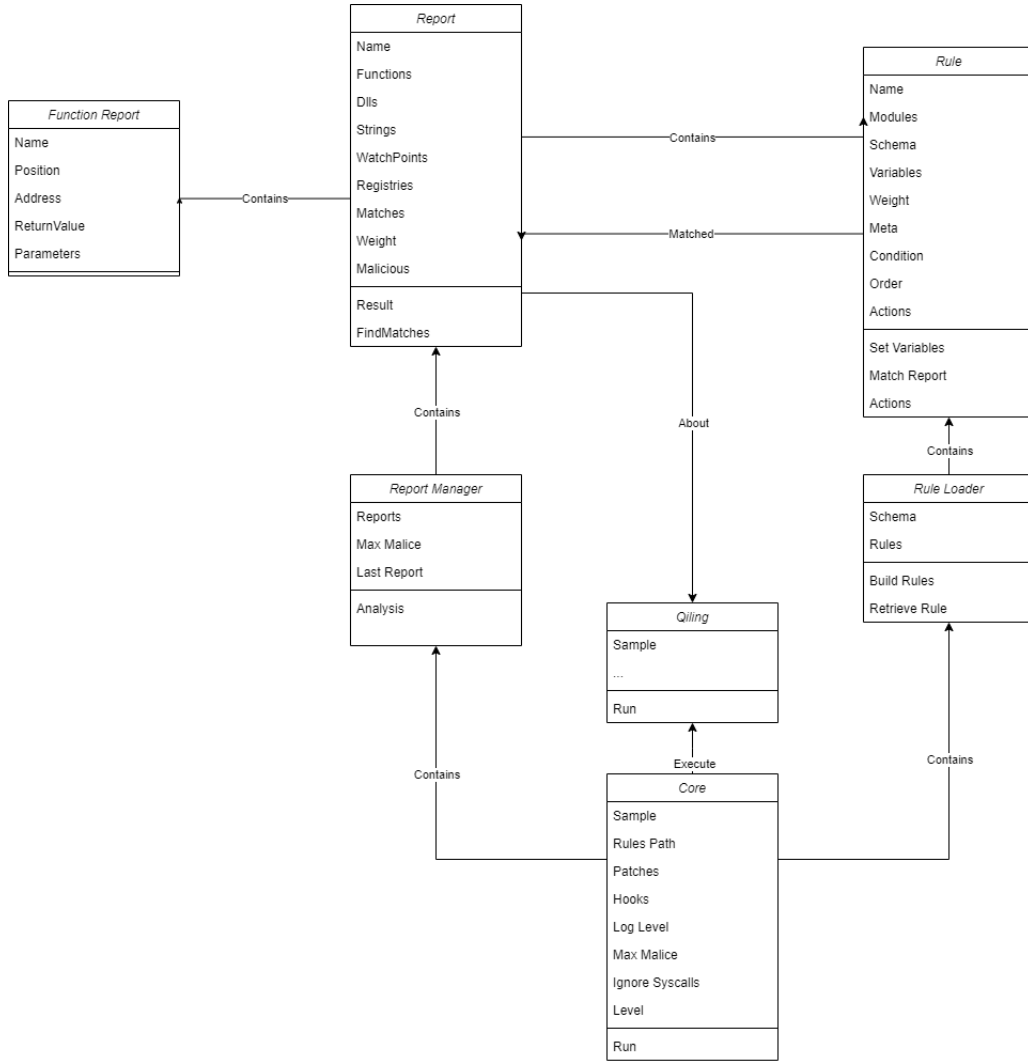 Report
Name
Functions
Dlls
Strings
WatchPoints
Registries
Matches
Weight
Malicious
Result
FindMatches
Rule
Name
Modules
Schema
Variables
Weight
Meta
Condition
Order
Actions
Set Variables
Match Report
Actions
Function Report
Name
Position
Address
ReturnValue
Parameters
Contains
Contains
Matched
Contains
About
Contains
Report Manager
Reports
Max Malice
Last Report
Analysis
Rule Loader
Schema
Rules
Build Rules
Retrieve Rule
Qiling
Sample
...
Run
Contains
Execute
Contains
Core
Sample
Rules Path
Patches
Hooks
Log Level
Max Malice
Ignore Syscalls
Level
Run